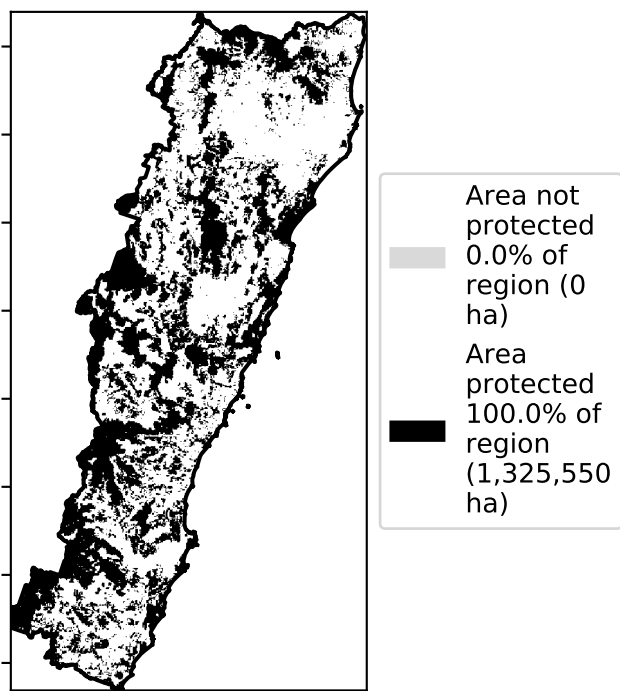 Area not
protected
0.0% of
region (0
ha)
Area
protected
100.0% of
region
(1,325,550
ha)